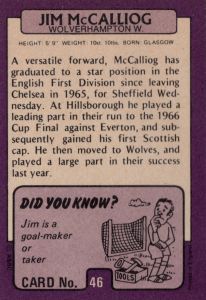 JIM McCALLIOG
WOLVERHAMPTON W.
HEIGHT: 5' 9" WEIGHT: 10st. 10lbs. BORN: GLASGOW
A versatile forward, McCalliog has
graduated to a star position in the
English First Division since leaving
Chelsea in 1965, for Sheffield Wed-
nesday. At Hillsborough he played a
leading part in their run to the 1966
Cup Final against Everton, and sub-
sequently gained his first Scottish
cap. He then moved to Wolves, and
played a large part in their success
last year.
DID YOU KNOW?
Jim is a
goal-maker
or
taker
TOOLS
CARD No. 46